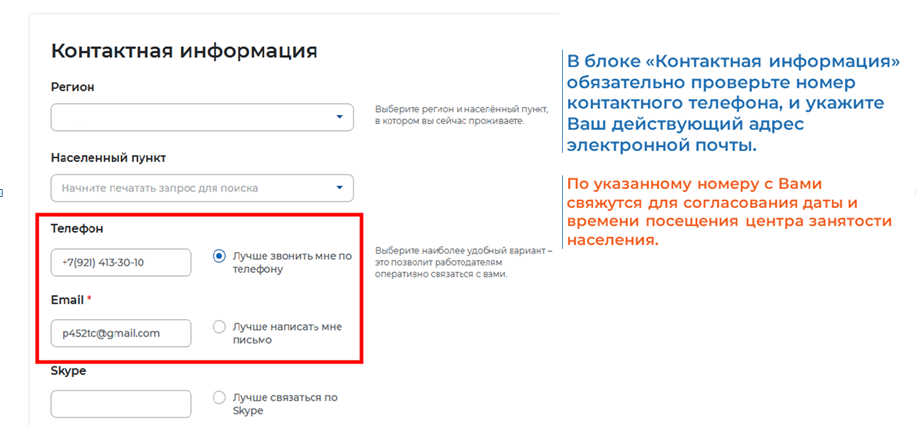 Контактная информация
Регион
Выберите регион и населённый пункт,
в котором вы сейчас проживаете.
Населенный пункт
Начните печатать запрос для поиска
Телефон
+7(921) 413-30-10
Лучше звонить мне по
телефону
Выберите наиболее удобный вариант –
это позволит работодателям
оперативно связаться с вами.
Email *
p452tc@gmail.com
Лучше написать мне
письмо
Skype
Лучше связаться по
Skype
В блоке «Контактная информация»
обязательно проверьте номер
контактного телефона, и укажите
Ваш действующий адрес
электронной почты.
По указанному номеру с Вами
свяжутся для согласования даты и
времени посещения центра занятости
населения.